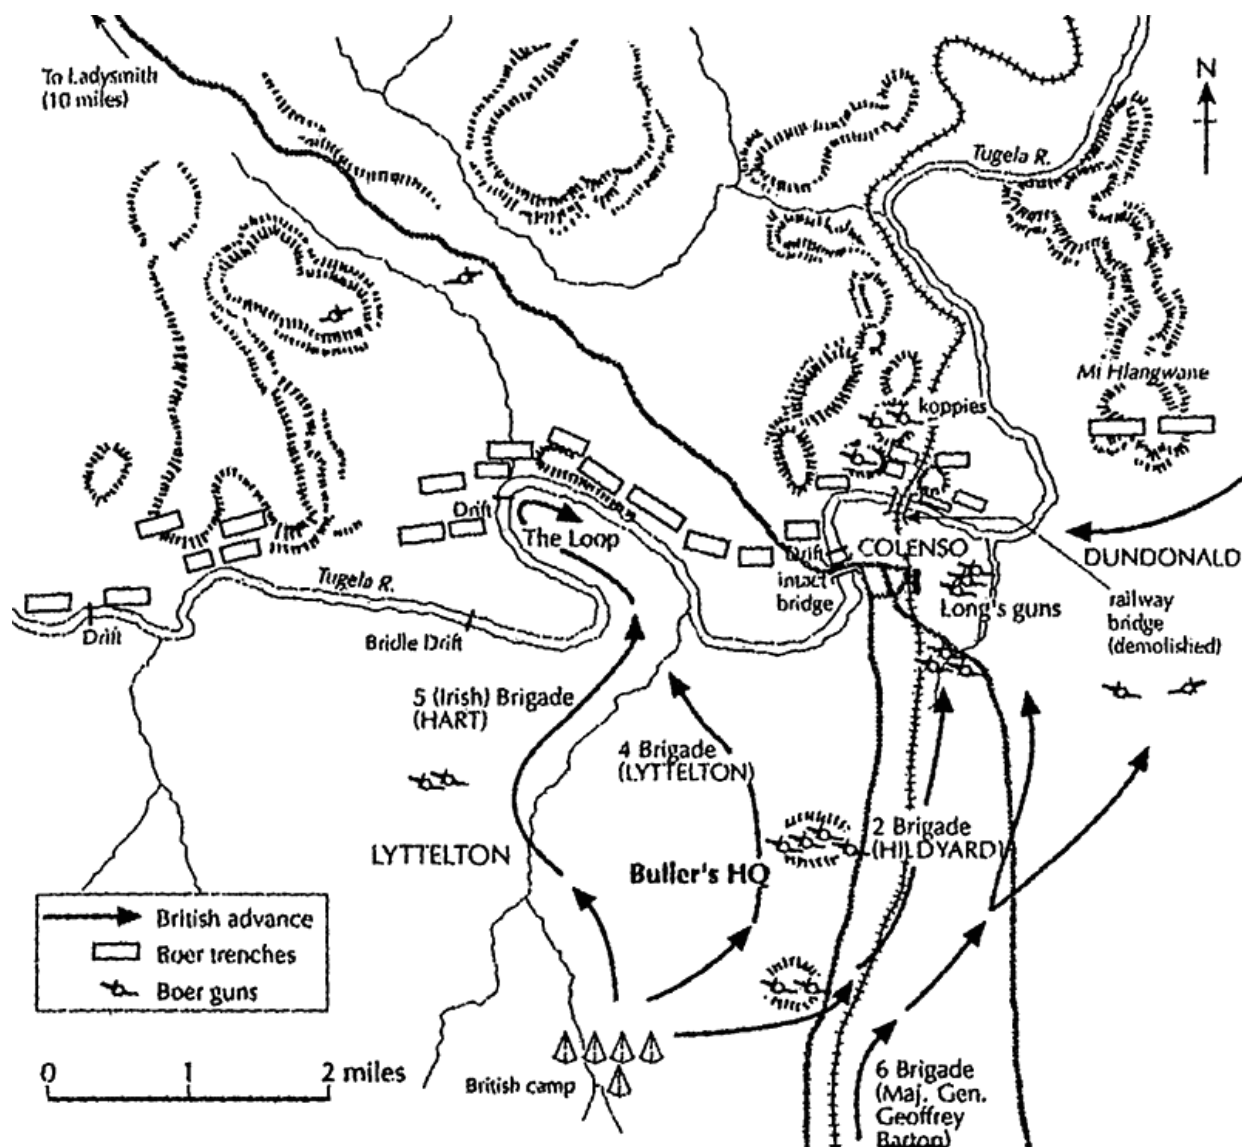 To Ladysmith
(10 miles)
N
Tugela R.
Mi Hlangwane
koppies
Drift
The Loop
Drift
intact
bridge
COLENSO
DUNDONALD
Tugela R.
Long's guns
railway
bridge
(demolished)
Drift
Bridle Drift
5 (Irish) Brigade
(HART)
4 Brigade
(LYTTELTON)
LYTTELTON
2 Brigade
(HILDYARD)
Buller's HQ
British advance
Boer trenches
Boer guns
0 1 2 miles
British camp
6 Brigade
(Maj. Gen.
Geoffrey
Barton)